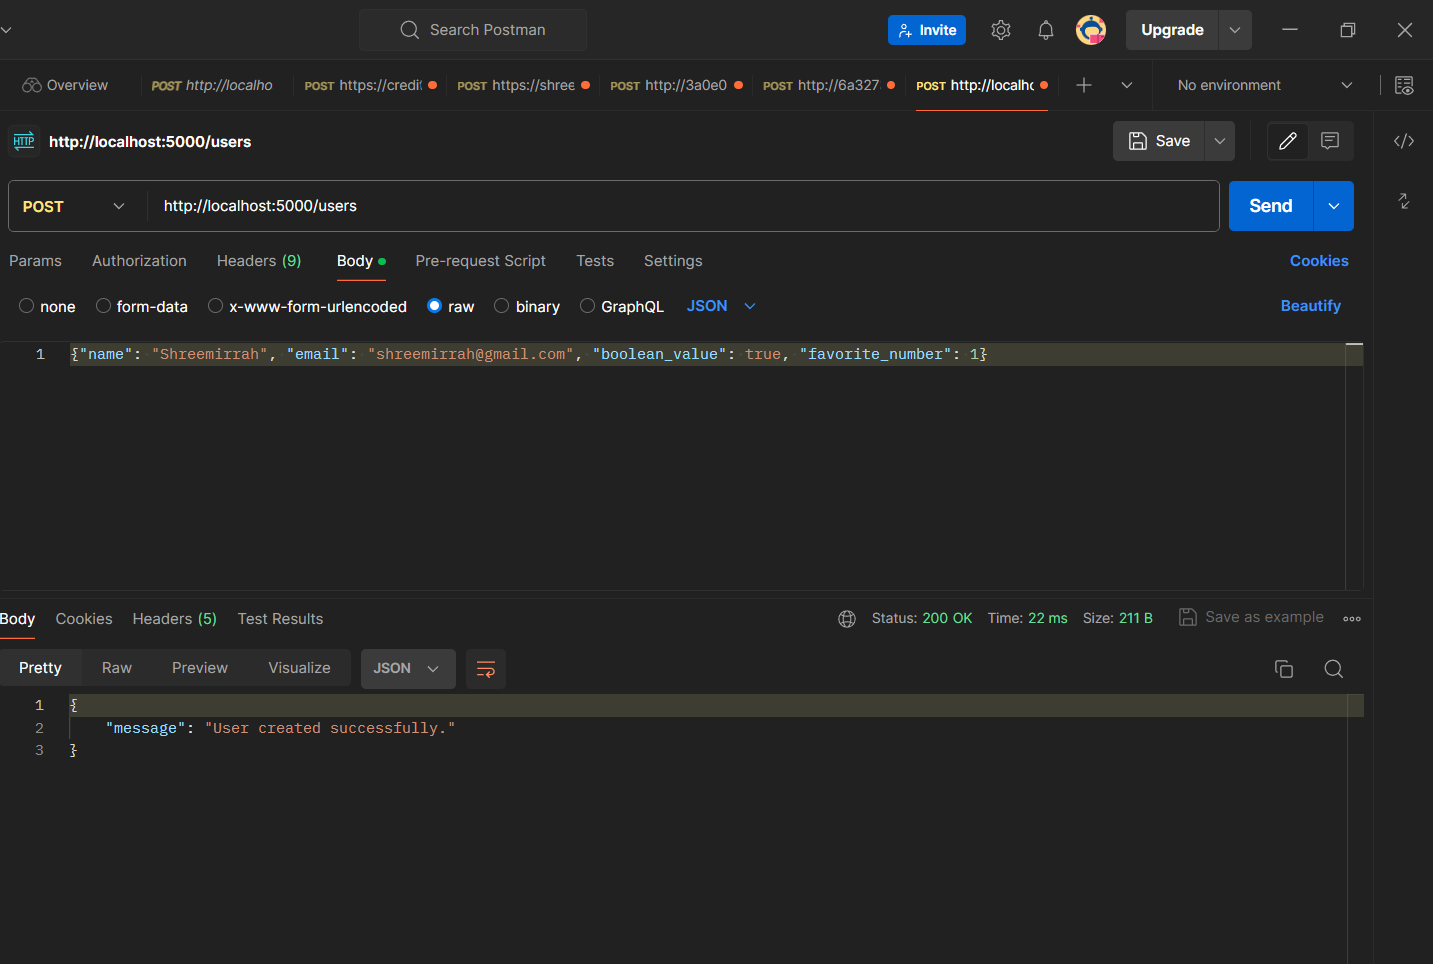 Search Postman
Invite
Upgrade
Overview
POST http://localho
POST https://credit
POST https://shree
POST http://3a0e0
POST http://6a327
POST http://localhc
No environment
HTTP http://localhost:5000/users
Save
POST
http://localhost:5000/users
Send
Params Authorization Headers (9) Body Pre-request Script Tests Settings Cookies
none form-data x-www-form-urlencoded raw binary GraphQL JSON Beautify
1 {"name": "Shreemirrah", "email": "shreemirrah@gmail.com", "boolean_value": true, "favorite_number": 1}
Body Cookies Headers (5) Test Results Status: 200 OK Time: 22 ms Size: 211 B Save as example
Pretty Raw Preview Visualize JSON
1 {
2 "message": "User created successfully."
3 }